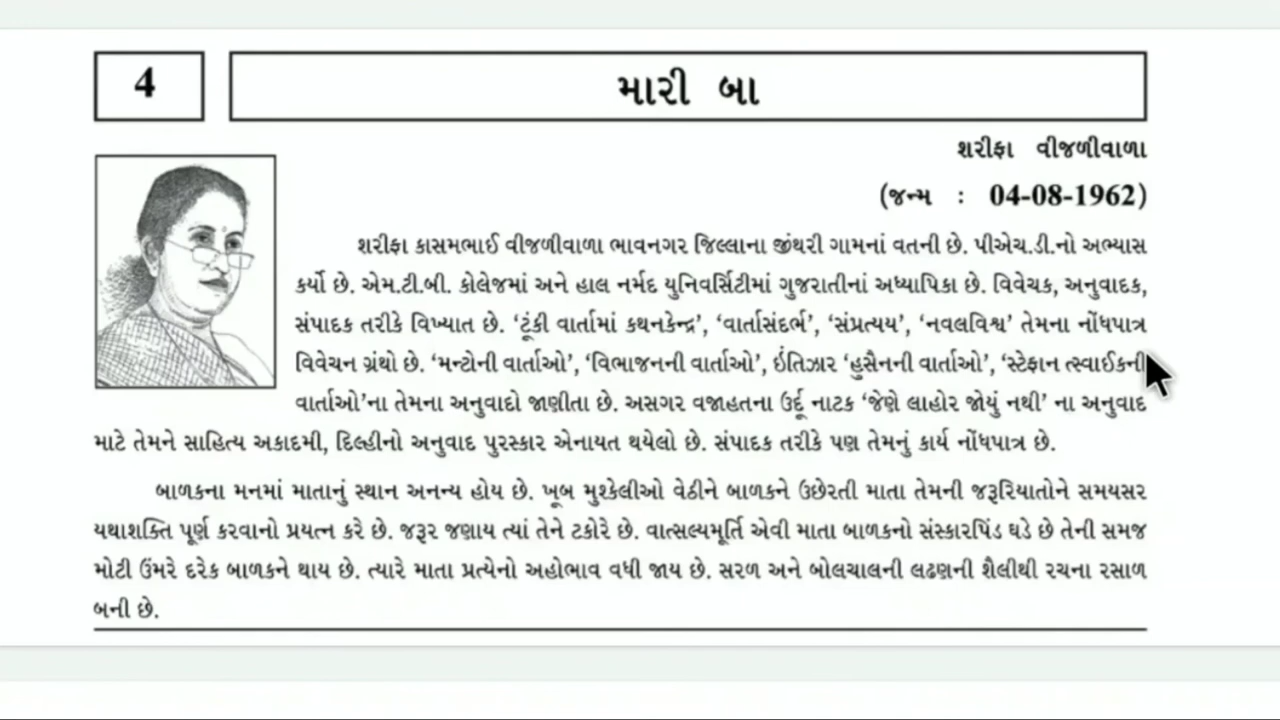 4
મારી બા
શરીફા વીજળીવાળા
(જન્મ : 04-08-1962)
શરીફા કાસમભાઈ વીજળીવાળા ભાવનગર જિલ્લાના જીંથરી ગામનાં વતની છે. પીએચ.ડી.નો અભ્યાસ
કર્યો છે. એમ.ટી.બી. કોલેજમાં અને હાલ નર્મદ યુનિવર્સિટીમાં ગુજરાતીનાં અધ્યાપિકા છે. વિવેચક, અનુવાદક,
સંપાદક તરીકે વિખ્યાત છે. ‘ટૂંકી વાર્તામાં કથનકેન્દ્ર’, ‘વાર્તાસંદર્ભ’, ‘સંપ્રત્યય’, ‘નવલવિશ્વ’ તેમના નોંધપાત્ર
વિવેચન ગ્રંથો છે. ‘મન્ટોની વાર્તાઓ’, ‘વિભાજનની વાર્તાઓ’, ઇંતિઝાર ‘હુસૈનની વાર્તાઓ’, ‘સ્ટેફાન ત્સ્વાઈકની
વાર્તાઓ’ના તેમના અનુવાદો જાણીતા છે. અસગર વજાહતના ઉર્દૂ નાટક ‘જેણે લાહોર જોયું નથી’ ના અનુવાદ
માટે તેમને સાહિત્ય અકાદમી, દિલ્હીનો અનુવાદ પુરસ્કાર એનાયત થયેલો છે. સંપાદક તરીકે પણ તેમનું કાર્ય નોંધપાત્ર છે.
બાળકના મનમાં માતાનું સ્થાન અનન્ય હોય છે. ખૂબ મુશ્કેલીઓ વેઠીને બાળકને ઉછેરતી માતા તેમની જરૂરિયાતોને સમયસર
યથાશક્તિ પૂર્ણ કરવાનો પ્રયત્ન કરે છે. જરૂર જણાય ત્યાં તેને ટકોરે છે. વાત્સલ્યમૂર્તિ એવી માતા બાળકનો સંસ્કારપિંડ ઘડે છે તેની સમજ
મોટી ઉંમરે દરેક બાળકને થાય છે. ત્યારે માતા પ્રત્યેનો અહોભાવ વધી જાય છે. સરળ અને બોલચાલની લઢણની શૈલીથી રચના રસાળ
બની છે.